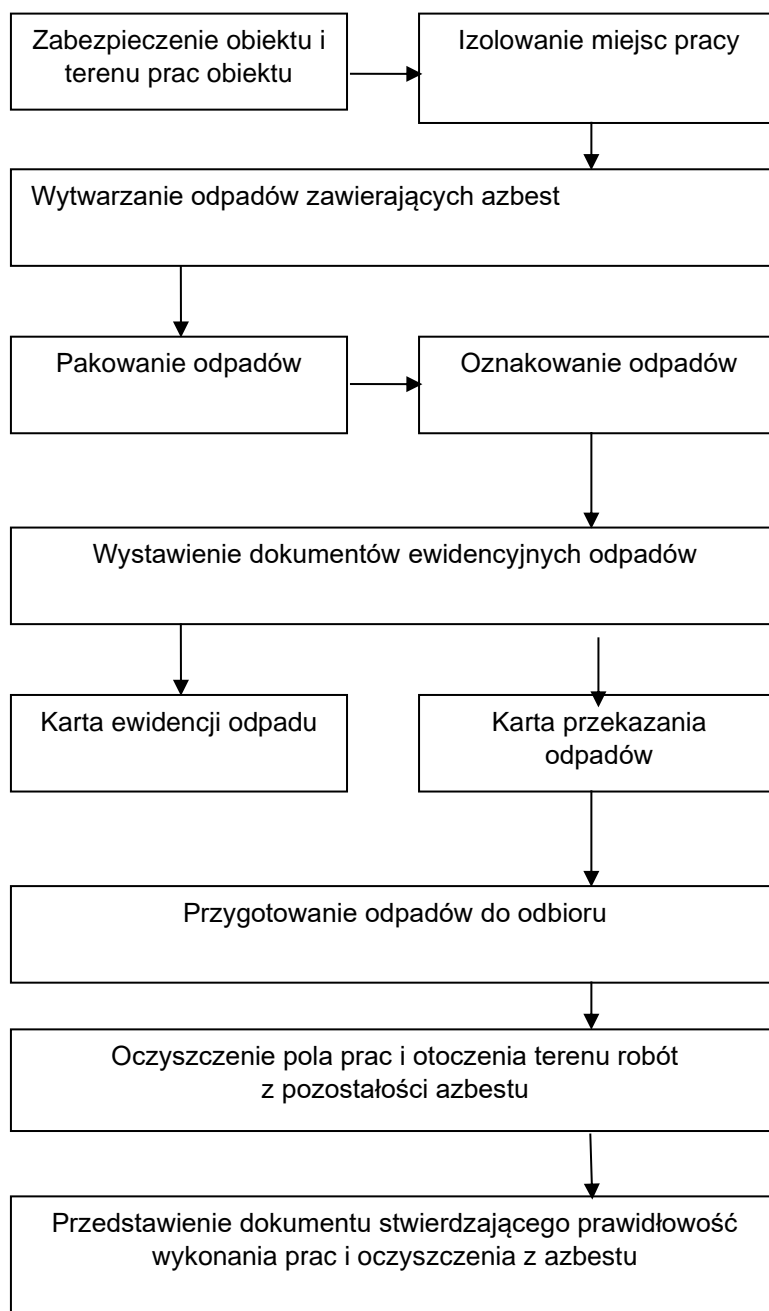 Zabezpieczenie obiektu i
terenu prac obiektu
Izolowanie miejsc pracy
Wytwarzanie odpadów zawierających azbest
Pakowanie odpadów
Oznakowanie odpadów
Wystawienie dokumentów ewidencyjnych odpadów
Karta ewidencji odpadu
Karta przekazania
odpadów
Przygotowanie odpadów do odbioru
Oczyszczenie pola prac i otoczenia terenu robót
z pozostałości azbestu
Przedstawienie dokumentu stwierdzającego prawidłowość
wykonania prac i oczyszczenia z azbestu